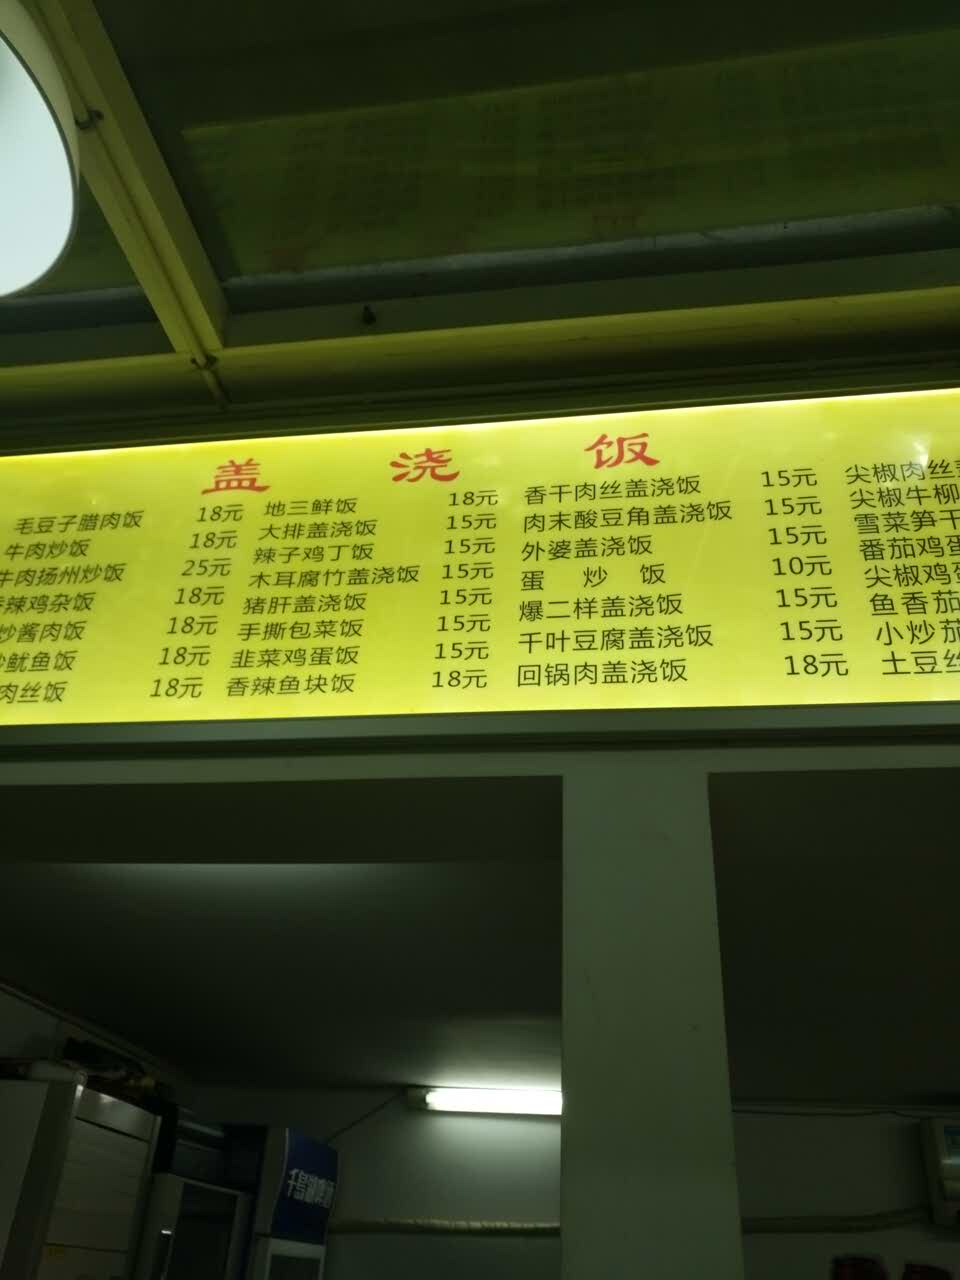 盖浇饭
毛豆子腊肉饭 18元
牛肉炒饭 18元
牛肉扬州炒饭 25元
辣鸡杂饭 18元
炒酱肉饭 18元
鱿鱼饭 18元
肉丝饭 18元
地三鲜饭 18元
大排盖浇饭 15元
辣子鸡丁饭 15元
木耳腐竹盖浇饭 15元
猪肝盖浇饭 15元
手撕包菜饭 15元
韭菜鸡蛋饭 15元
香辣鱼块饭 18元
香干肉丝盖浇饭 15元
肉末酸豆角盖浇饭 15元
外婆盖浇饭 15元
蛋炒饭 10元
爆二样盖浇饭 15元
千叶豆腐盖浇饭 15元
回锅肉盖浇饭 18元
尖椒肉丝
尖椒牛柳
雪菜笋干
番茄鸡蛋
尖椒鸡蛋
鱼香茄
小炒茄
土豆丝
千岛湖啤酒